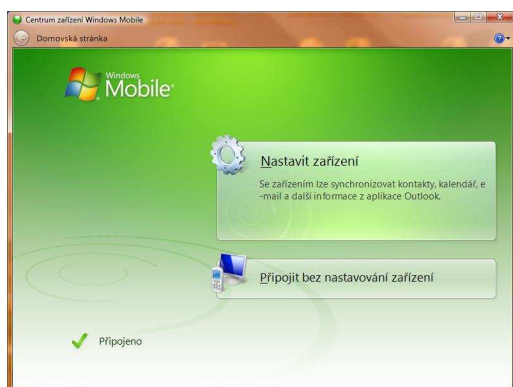 Centrum zařízení Windows Mobile
Domovská stránka
Windows
Mobile
Nastavit zařízení
Se zařízením lze synchronizovat kontakty, kalendář, e
-mail a další informace z aplikace Outlook.
Připojit bez nastavování zařízení
Připojeno